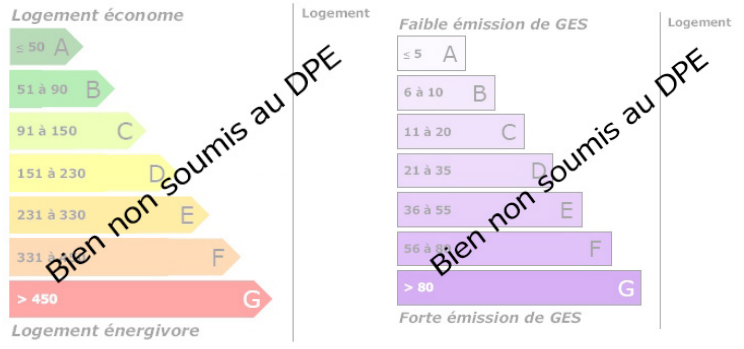 Logement économe
Logement
≤ 50 A
51 à 90 B
91 à 150 C
151 à 230 D
231 à 330 E
331 à F
> 450 G
Logement énergivore
Bien non soumis au DPE
Faible émission de GES
Logement
≤ 5 A
6 à 10 B
11 à 20 C
21 à 35 D
36 à 55 E
56 à 80 F
> 80 G
Forte émission de GES
Bien non soumis au DPE